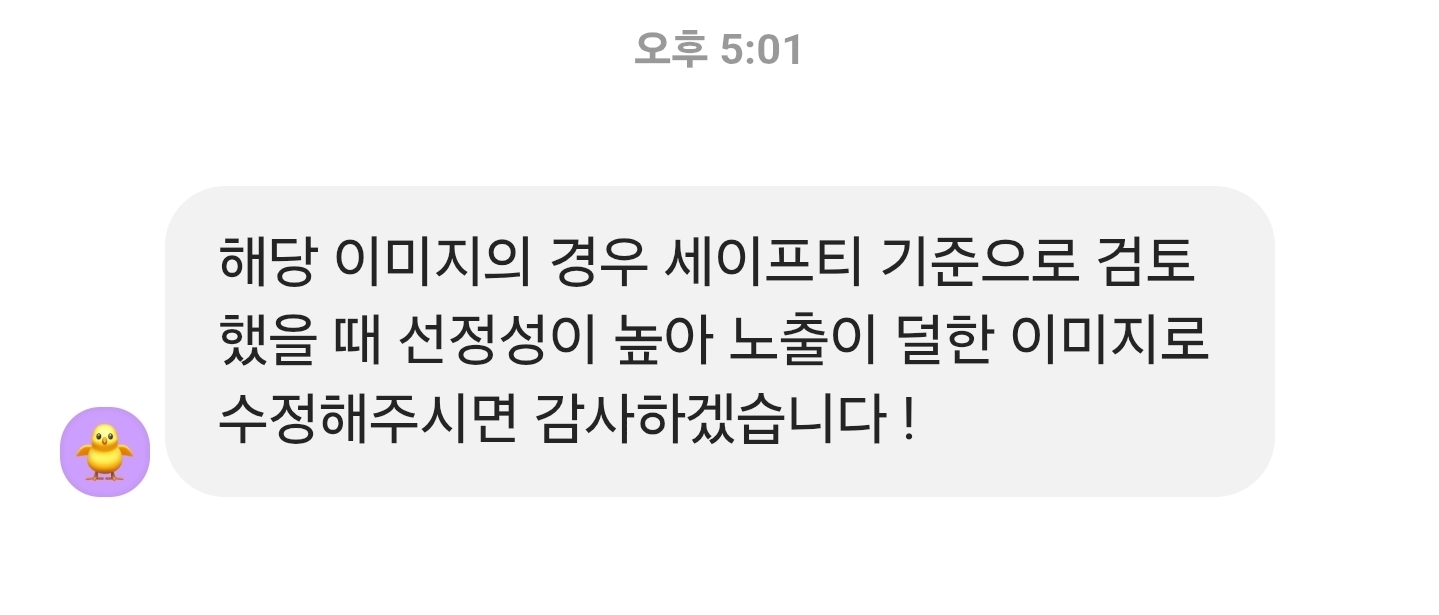 오후 5:01
해당 이미지의 경우 세이프티 기준으로 검토
했을 때 선정성이 높아 노출이 덜한 이미지로
수정해주시면 감사하겠습니다 !